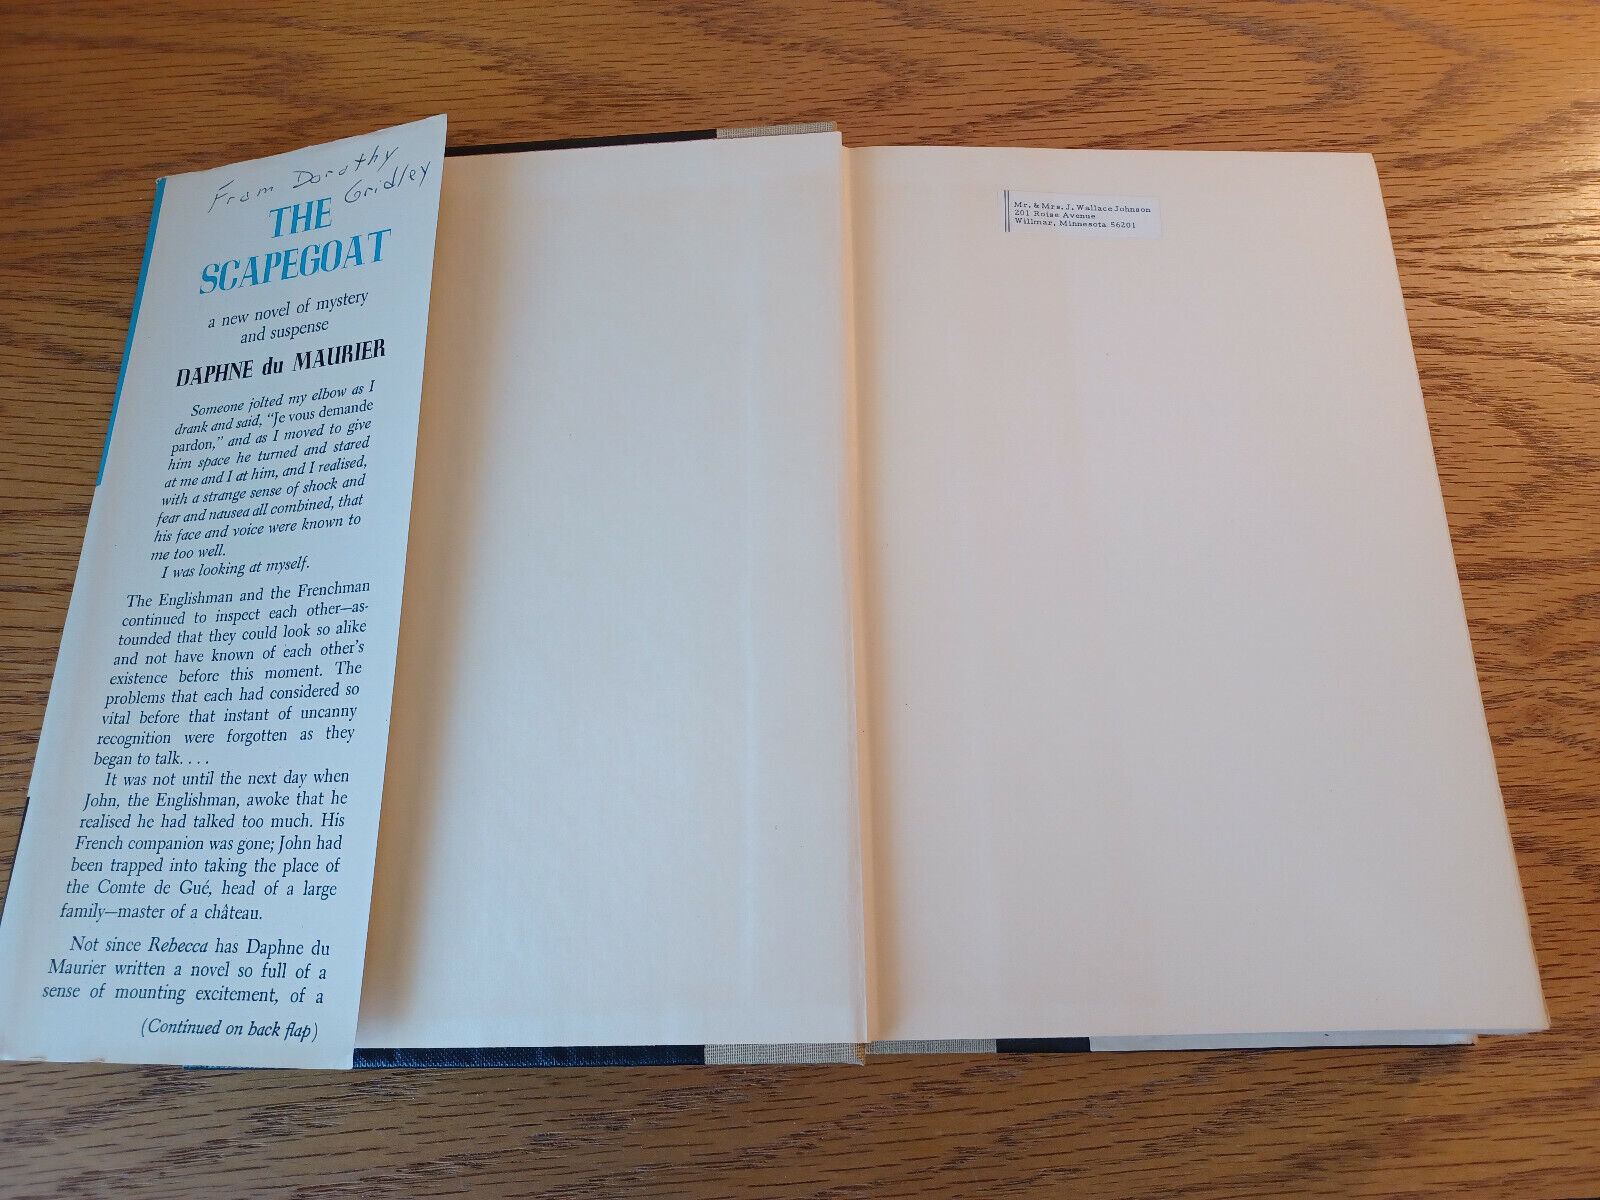 From Dorothy
Gridley
THE
SCAPEGOAT
a new novel of mystery
and suspense
DAPHNE du MAURIER
Someone jolted my elbow as I
drank and said, “Je vous demande
pardon,” and as I moved to give
him space he turned and stared
at me and I at him, and I realised,
with a strange sense of shock and
fear and nausea all combined, that
his face and voice were known to
me too well.
I was looking at myself.
The Englishman and the Frenchman
continued to inspect each other—as-
tounded that they could look so alike
and not have known of each other's
existence before this moment. The
problems that each had considered so
vital before that instant of uncanny
recognition were forgotten as they
began to talk. . . .
It was not until the next day when
John, the Englishman, awoke that he
realised he had talked too much. His
French companion was gone; John had
been trapped into taking the place of
the Comte de Gué, head of a large
family—master of a château.
Not since Rebecca has Daphne du
Maurier written a novel so full of a
sense of mounting excitement, of a
(Continued on back flap)
Mr. & Mrs. J. Wallace Johnson
201 Roise Avenue
Willmar, Minnesota 56201